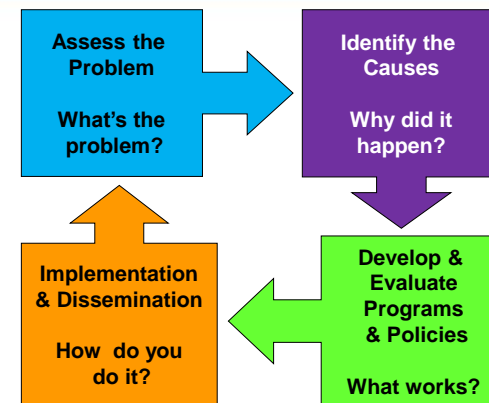 Assess the
Problem
What's the
problem?
Identify the
Causes
Why did it
happen?
Develop &
Evaluate
Programs
& Policies
What works?
Implementation
& Dissemination
How do you
do it?